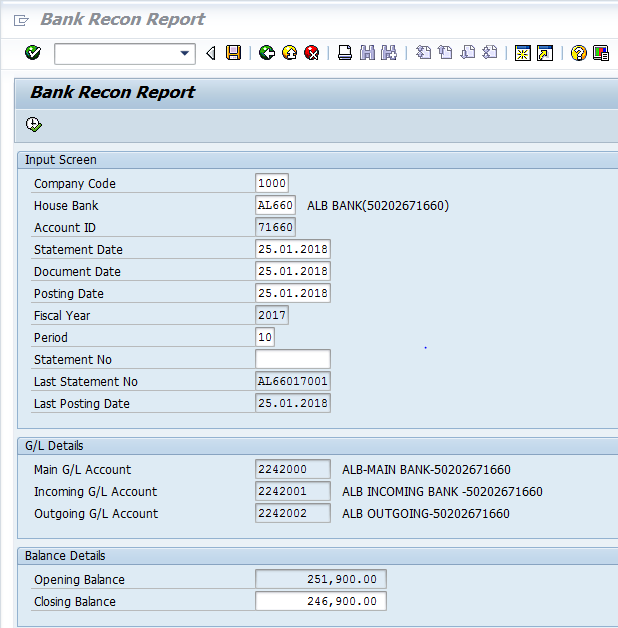 Bank Recon Report
Bank Recon Report
Input Screen
Company Code 1000
House Bank AL660 ALB BANK(50202671660)
Account ID 71660
Statement Date 25.01.2018
Document Date 25.01.2018
Posting Date 25.01.2018
Fiscal Year 2017
Period 10
Statement No
Last Statement No AL66017001
Last Posting Date 25.01.2018
G/L Details
Main G/L Account 2242000 ALB-MAIN BANK-50202671660
Incoming G/L Account 2242001 ALB INCOMING BANK -50202671660
Outgoing G/L Account 2242002 ALB OUTGOING-50202671660
Balance Details
Opening Balance 251,900.00
Closing Balance 246,900.00